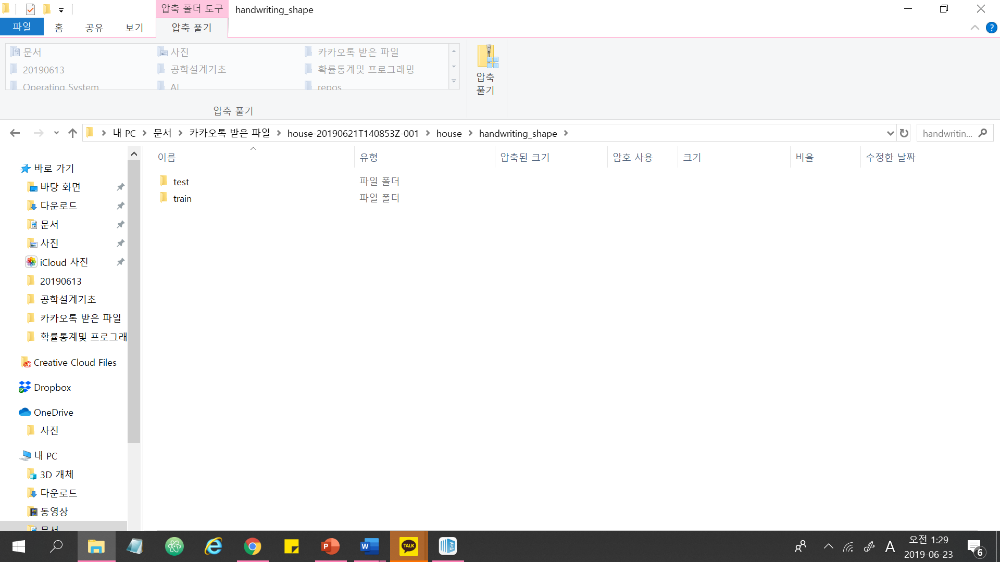 압축 폴더 도구
handwriting_shape
파일
홈
공유
보기
압축 풀기
?
문서
사진
카카오톡 받은 파일
20190613
공학설계기초
확률통계및 프로그래밍
Operating System
AI
repos
압축
풀기
압축 풀기
내 PC > 문서 > 카카오톡 받은 파일 > house-20190621T140853Z-001 > house > handwriting_shape >
handwritin...
이름
유형
압축된 크기
암호 사용
크기
비율
수정한 날짜
test
파일 폴더
train
파일 폴더
바로 가기
바탕 화면
다운로드
문서
사진
iCloud 사진
20190613
공학설계기초
카카오톡 받은 파일
확률통계및 프로그래
Creative Cloud Files
Dropbox
OneDrive
사진
내 PC
3D 개체
다운로드
동영상
문서
TALK
A
오전 1:29
2019-06-23
6